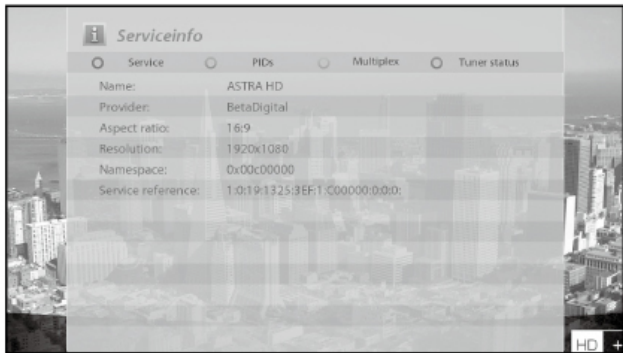 Serviceinfo
Service PIDs Multiplex Tuner status
Name: ASTRA HD
Provider: BetaDigital
Aspect ratio: 16:9
Resolution: 1920x1080
Namespace: 0x00c00000
Service reference: 1:0:19:1325:3EF:1:C00000:0:0:0:
HD +